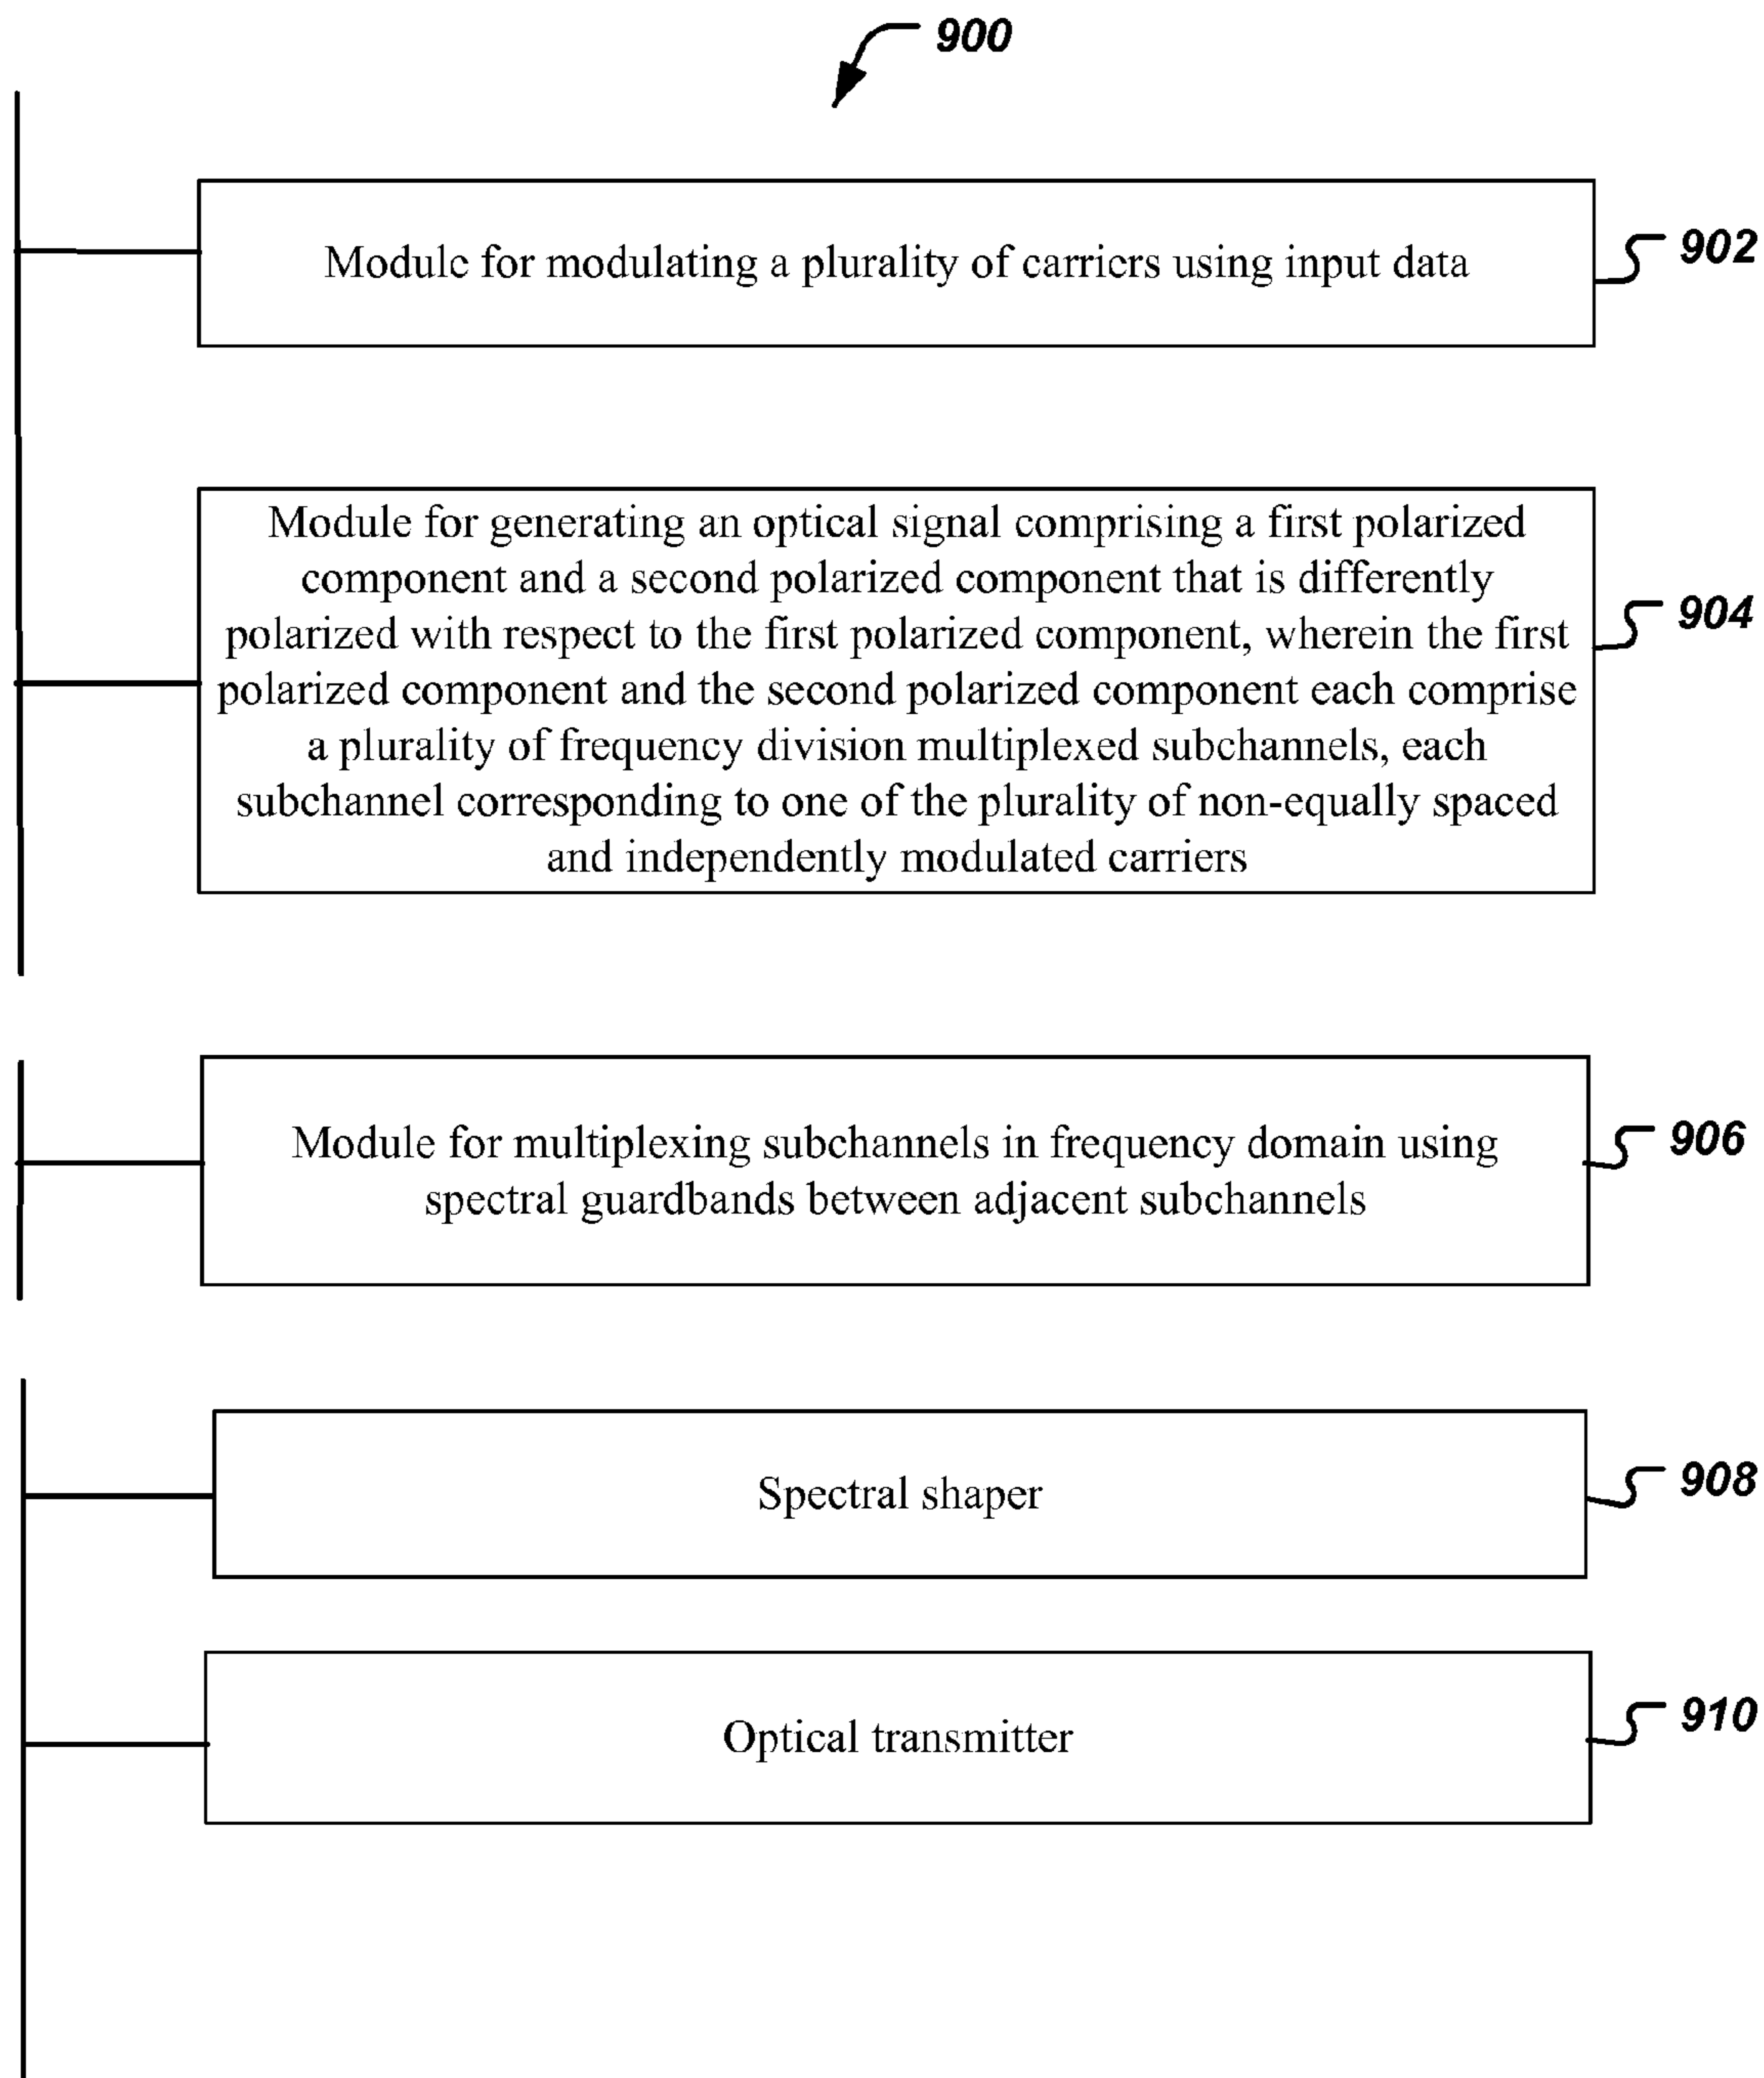 900
Module for modulating a plurality of carriers using input data
902
Module for generating an optical signal comprising a first polarized
component and a second polarized component that is differently
polarized with respect to the first polarized component, wherein the first
polarized component and the second polarized component each comprise
a plurality of frequency division multiplexed subchannels, each
subchannel corresponding to one of the plurality of non-equally spaced
and independently modulated carriers
904
Module for multiplexing subchannels in frequency domain using
spectral guardbands between adjacent subchannels
906
Spectral shaper
908
Optical transmitter
910